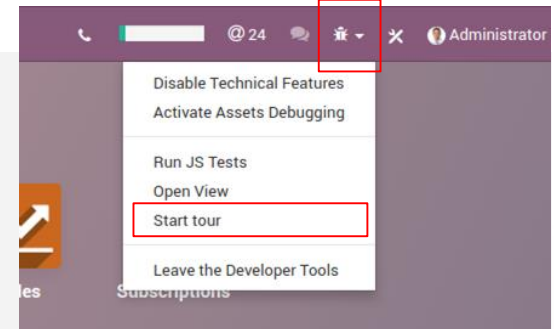 @ 24 Administrator
Disable Technical Features
Activate Assets Debugging
Run JS Tests
Open View
Start tour
Leave the Developer Tools
les Subscriptions